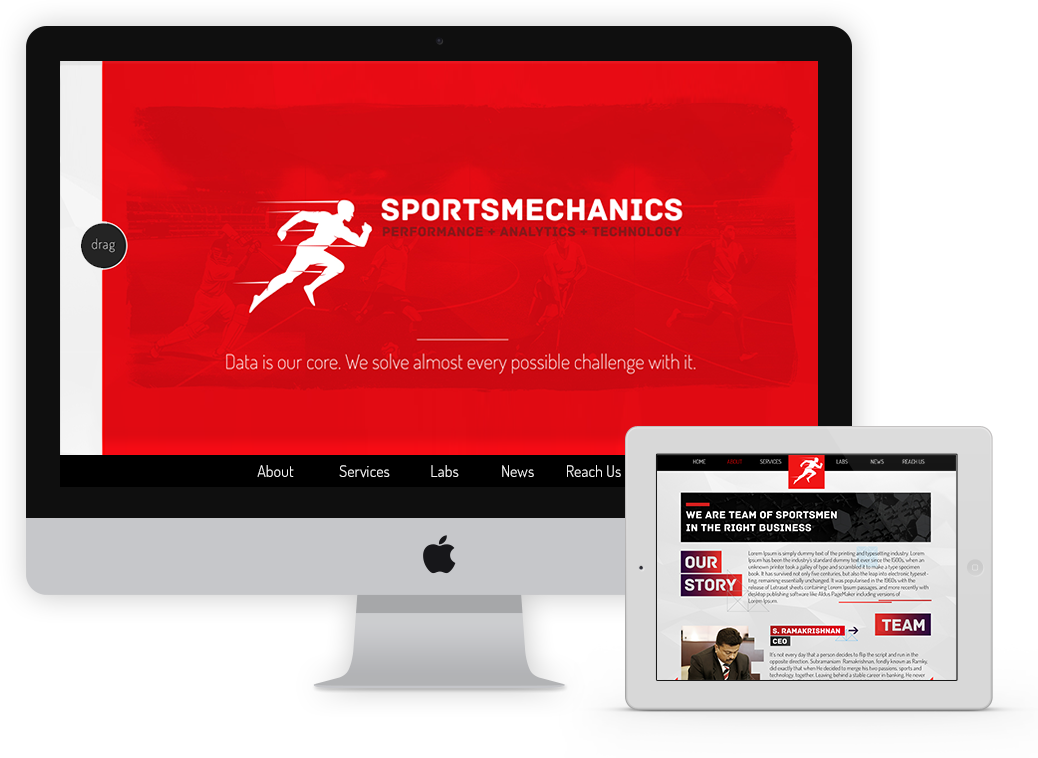 SPORTSMECHANICS
PERFORMANCE + ANALYTICS + TECHNOLOGY
drag
Data is our core. We solve almost every possible challenge with it.
About Services Labs News Reach Us
HOME ABOUT SERVICES LABS NEWS REACH US
WE ARE TEAM OF SPORTSMEN
IN THE RIGHT BUSINESS
OUR
STORY
Lorem Ipsum is simply dummy text of the printing and typesetting industry. Lorem
Ipsum has been the industry's standard dummy text ever since the 1500s, when an
unknown printer took a galley of type and scrambled it to make a type specimen
book. It has survived not only five centuries, but also the leap into electronic typeset-
ting, remaining essentially unchanged. It was popularised in the 1960s with the
release of Letraset sheets containing Lorem Ipsum passages, and more recently with
desktop publishing software like Aldus PageMaker including versions of
Lorem Ipsum
TEAM
S. RAMAKRISHNAN
CEO
It's not every day that a person decides to flip the script and run in the
opposite direction. Subramaniam Ramakrishnan, fondly known as Ramky,
did exactly that when He decided to merge his two passions, sports and
technology, together. Leaving behind a stable career in banking, He never